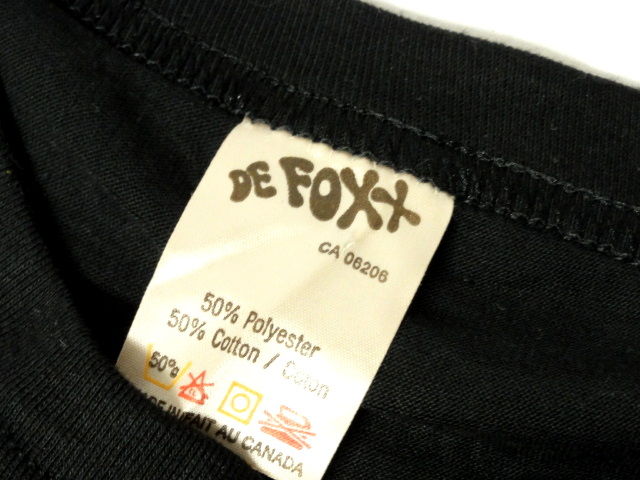 DE FOXX
CA 06206
50% Polyester
50% Cotton / Coton
50°
IN FAIT AU CANADA